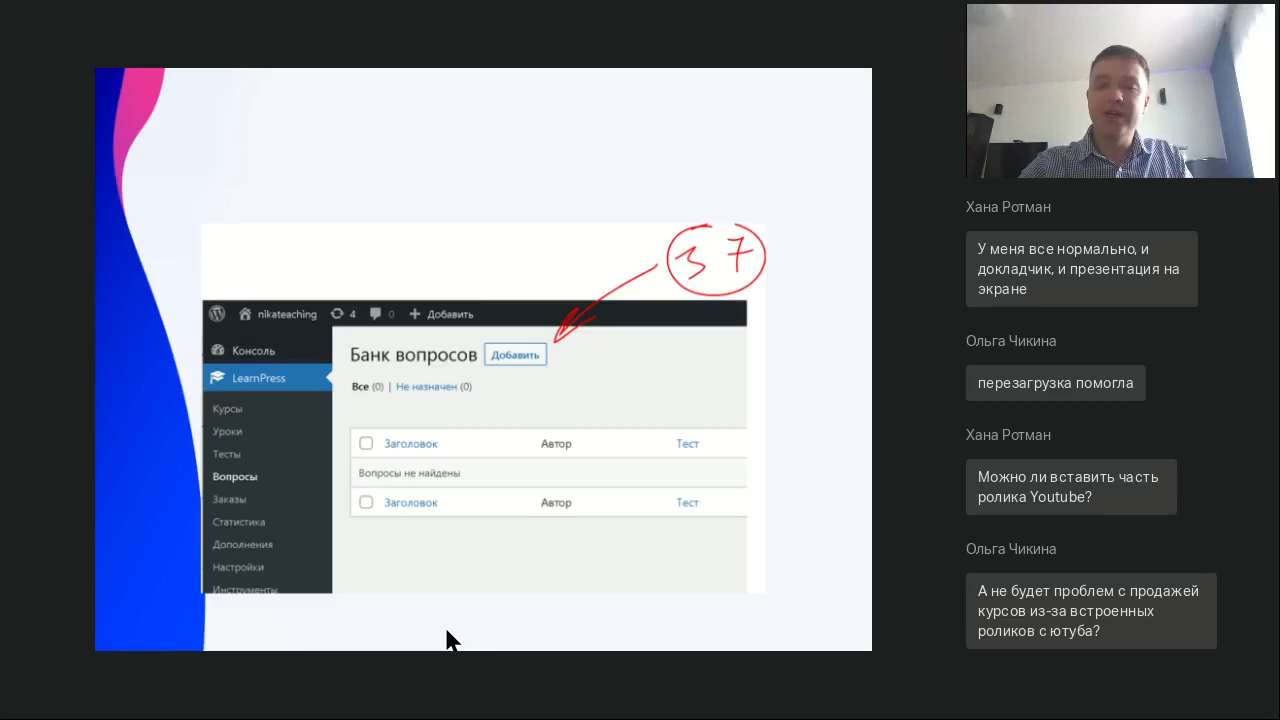 37
nikateaching 4 0 Добавить
Консоль
LearnPress
Курсы
Уроки
Тесты
Вопросы
Заказы
Статистика
Дополнения
Настройки
Инструменты
Банк вопросов Добавить
Все (0) | Не назначен (0)
Заголовок Автор Тест
Вопросы не найдены
Заголовок Автор Тест
Хана Ротман
У меня все нормально, и
докладчик, и презентация на
экране
Ольга Чикина
перезагрузка помогла
Хана Ротман
Можно ли вставить часть
ролика Youtube?
Ольга Чикина
А не будет проблем с продажей
курсов из-за встроенных
роликов с ютуба?